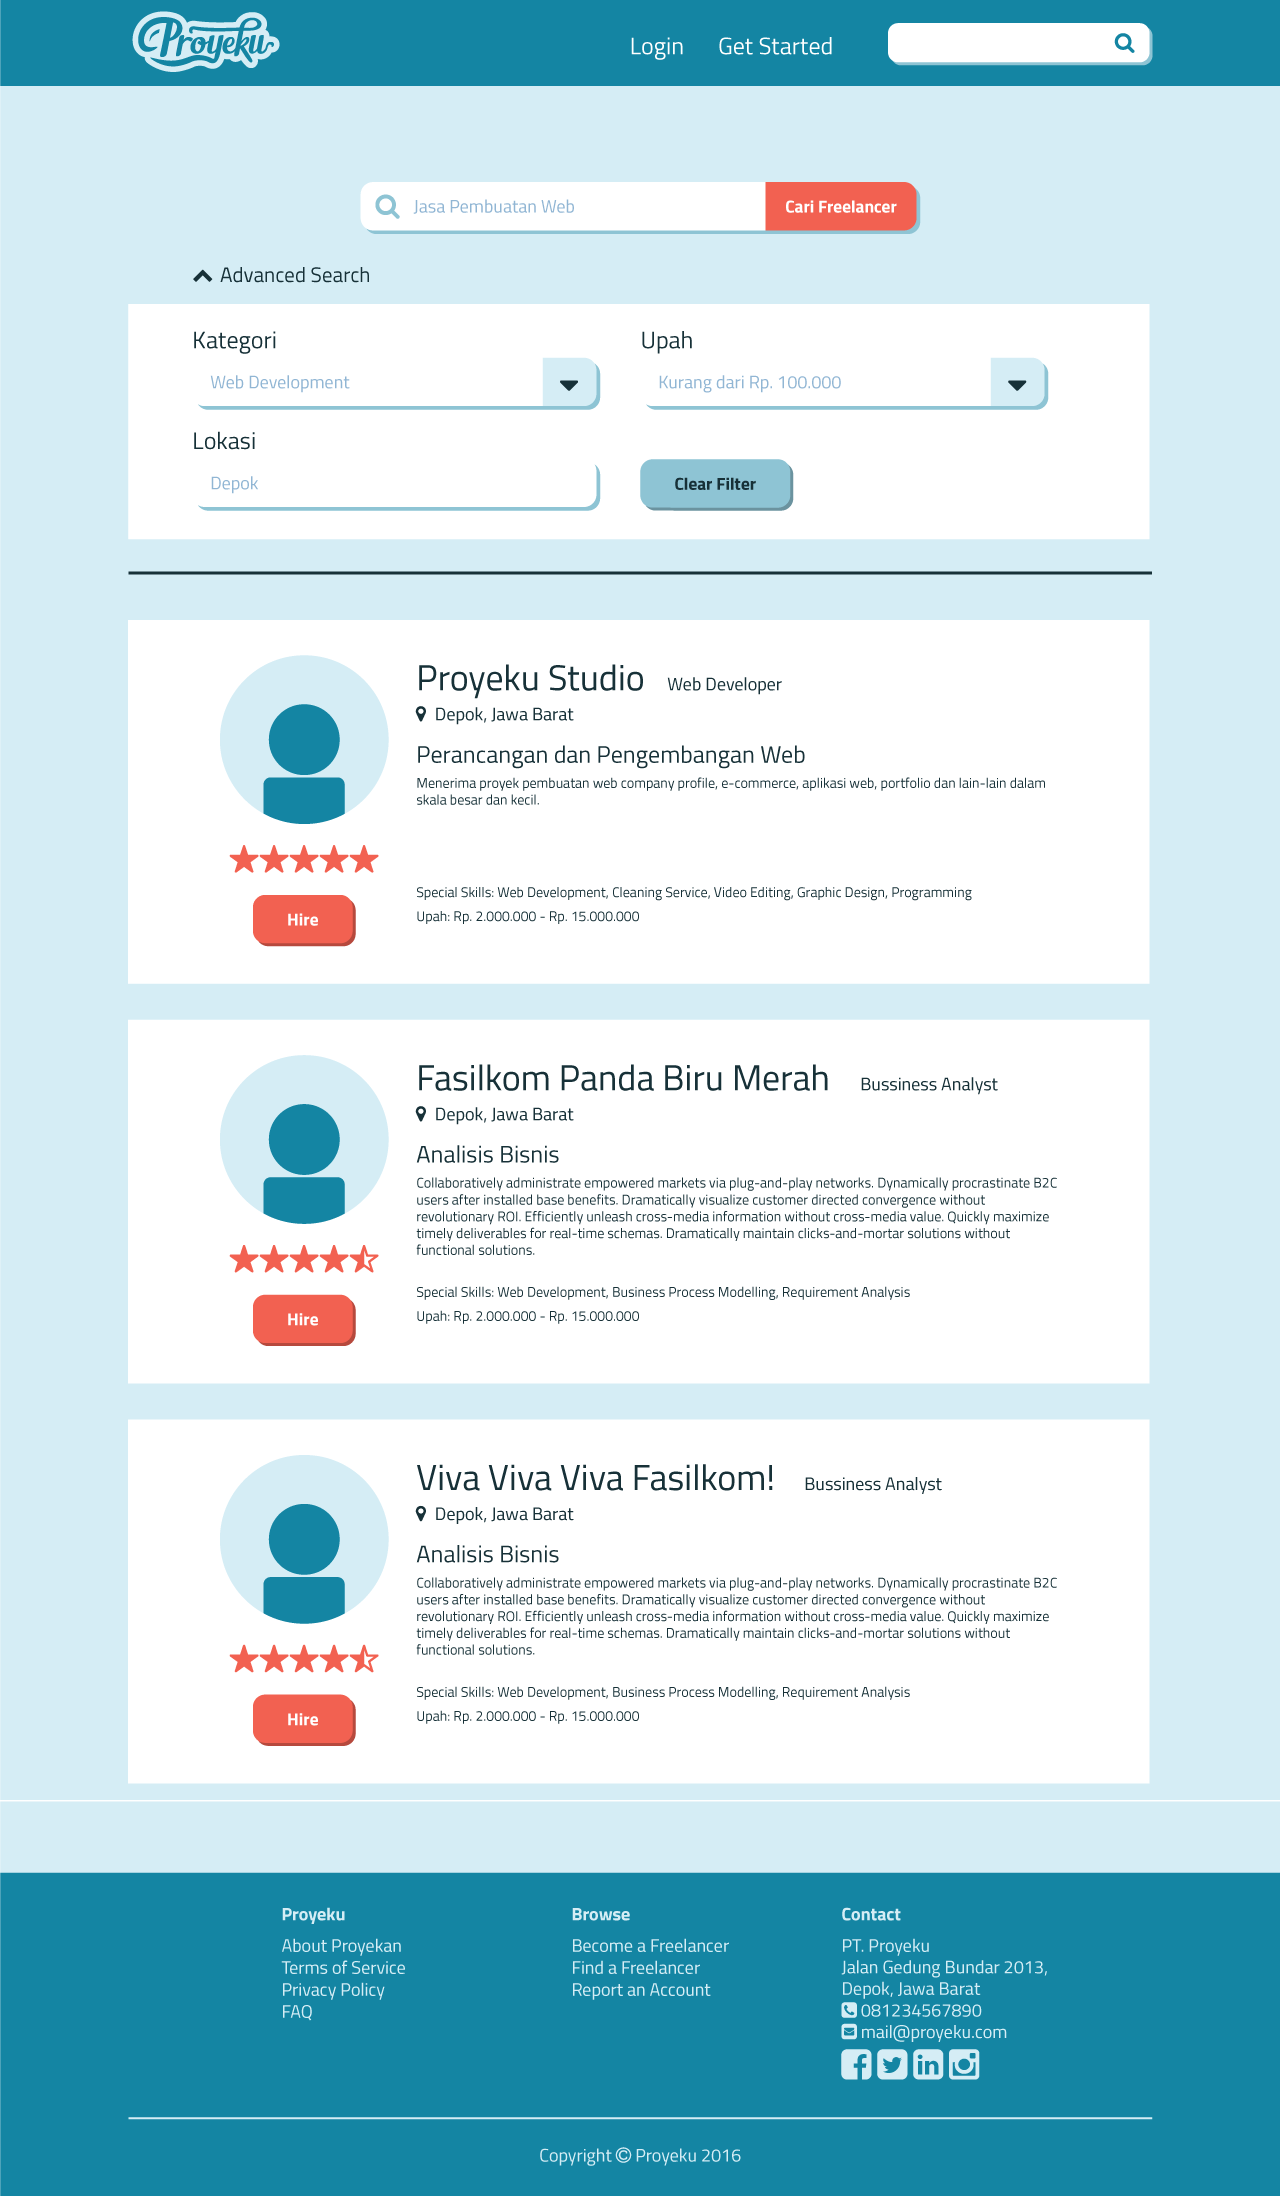 Proyeku
Login
Get Started
Jasa Pembuatan Web
Cari Freelancer
Advanced Search
Kategori
Upah
Web Development
Kurang dari Rp. 100.000
Lokasi
Depok
Clear Filter
Proyeku Studio
Web Developer
Depok, Jawa Barat
Perancangan dan Pengembangan Web
Menerima proyek pembuatan web company profile, e-commerce, aplikasi web, portfolio dan lain-lain dalam
skala besar dan kecil.
Special Skills: Web Development, Cleaning Service, Video Editing, Graphic Design, Programming
Upah: Rp. 2.000.000 - Rp. 15.000.000
Hire
Fasilkom Panda Biru Merah
Bussiness Analyst
Depok, Jawa Barat
Analisis Bisnis
Collaboratively administrate empowered markets via plug-and-play networks. Dynamically procrastinate B2C
users after installed base benefits. Dramatically visualize customer directed convergence without
revolutionary ROI. Efficiently unleash cross-media information without cross-media value. Quickly maximize
timely deliverables for real-time schemas. Dramatically maintain clicks-and-mortar solutions without
functional solutions.
Special Skills: Web Development, Business Process Modelling, Requirement Analysis
Upah: Rp. 2.000.000 - Rp. 15.000.000
Hire
Viva Viva Viva Fasilkom!
Bussiness Analyst
Depok, Jawa Barat
Analisis Bisnis
Collaboratively administrate empowered markets via plug-and-play networks. Dynamically procrastinate B2C
users after installed base benefits. Dramatically visualize customer directed convergence without
revolutionary ROI. Efficiently unleash cross-media information without cross-media value. Quickly maximize
timely deliverables for real-time schemas. Dramatically maintain clicks-and-mortar solutions without
functional solutions.
Special Skills: Web Development, Business Process Modelling, Requirement Analysis
Upah: Rp. 2.000.000 - Rp. 15.000.000
Hire
Proyeku
About Proyekan
Terms of Service
Privacy Policy
FAQ
Browse
Become a Freelancer
Find a Freelancer
Report an Account
Contact
PT. Proyeku
Jalan Gedung Bundar 2013,
Depok, Jawa Barat
081234567890
mail@proyeku.com
Copyright © Proyeku 2016